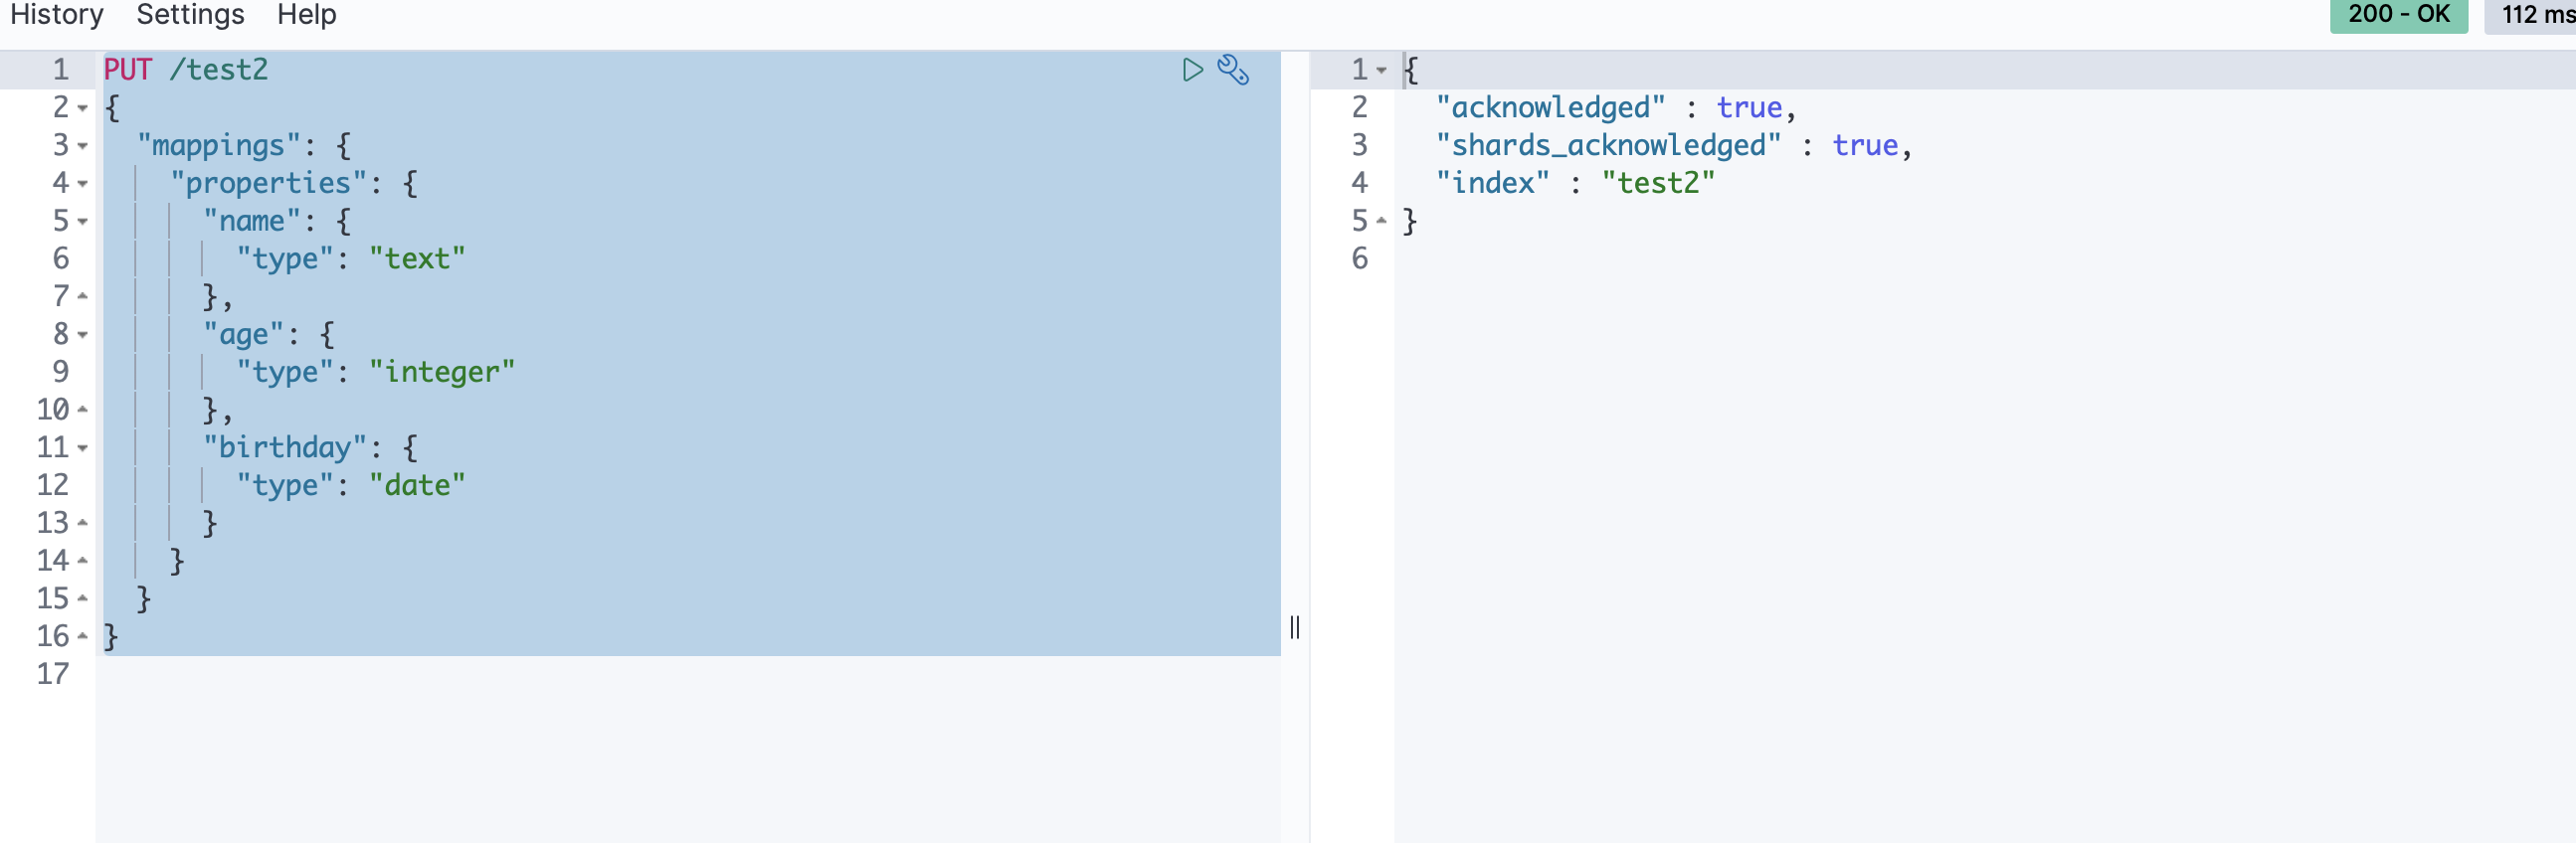 History Settings Help
200 - OK 112 ms
1 PUT /test2
2 {
3 "mappings": {
4 "properties": {
5 "name": {
6 "type": "text"
7 },
8 "age": {
9 "type": "integer"
10 },
11 "birthday": {
12 "type": "date"
13 }
14 }
15 }
16 }
17
1 {
2 "acknowledged" : true,
3 "shards_acknowledged" : true,
4 "index" : "test2"
5 }
6